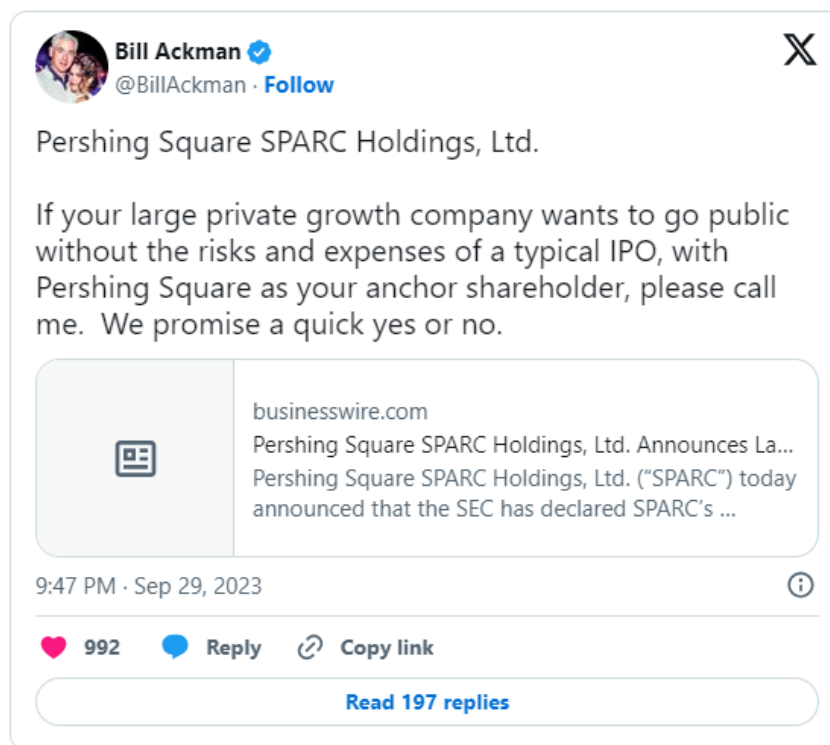 Bill Ackman
@BillAckman · Follow
Pershing Square SPARC Holdings, Ltd.
If your large private growth company wants to go public
without the risks and expenses of a typical IPO, with
Pershing Square as your anchor shareholder, please call
me.  We promise a quick yes or no.
businesswire.com
Pershing Square SPARC Holdings, Ltd. Announces La...
Pershing Square SPARC Holdings, Ltd. (“SPARC”) today
announced that the SEC has declared SPARC’s ...
9:47 PM · Sep 29, 2023
992 Reply Copy link
Read 197 replies